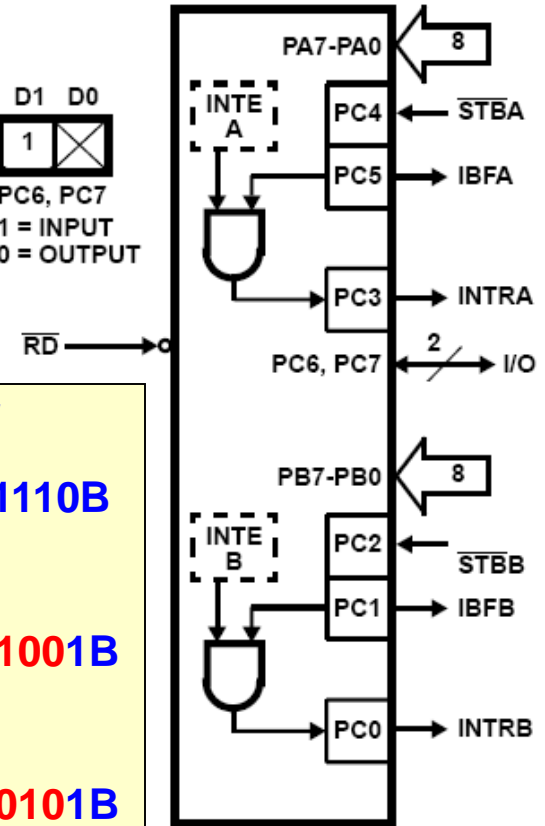 D1 D0
1
PC6, PC7
1 = INPUT
0 = OUTPUT
RD
1110B
1001B
0101B
PA7-PA0
8
INTE
A
PC4
STBA
PC5
IBFA
PC3
INTRA
PC6, PC7
2
I/O
PB7-PB0
8
INTE
B
PC2
STBB
PC1
IBFB
PC0
INTRB